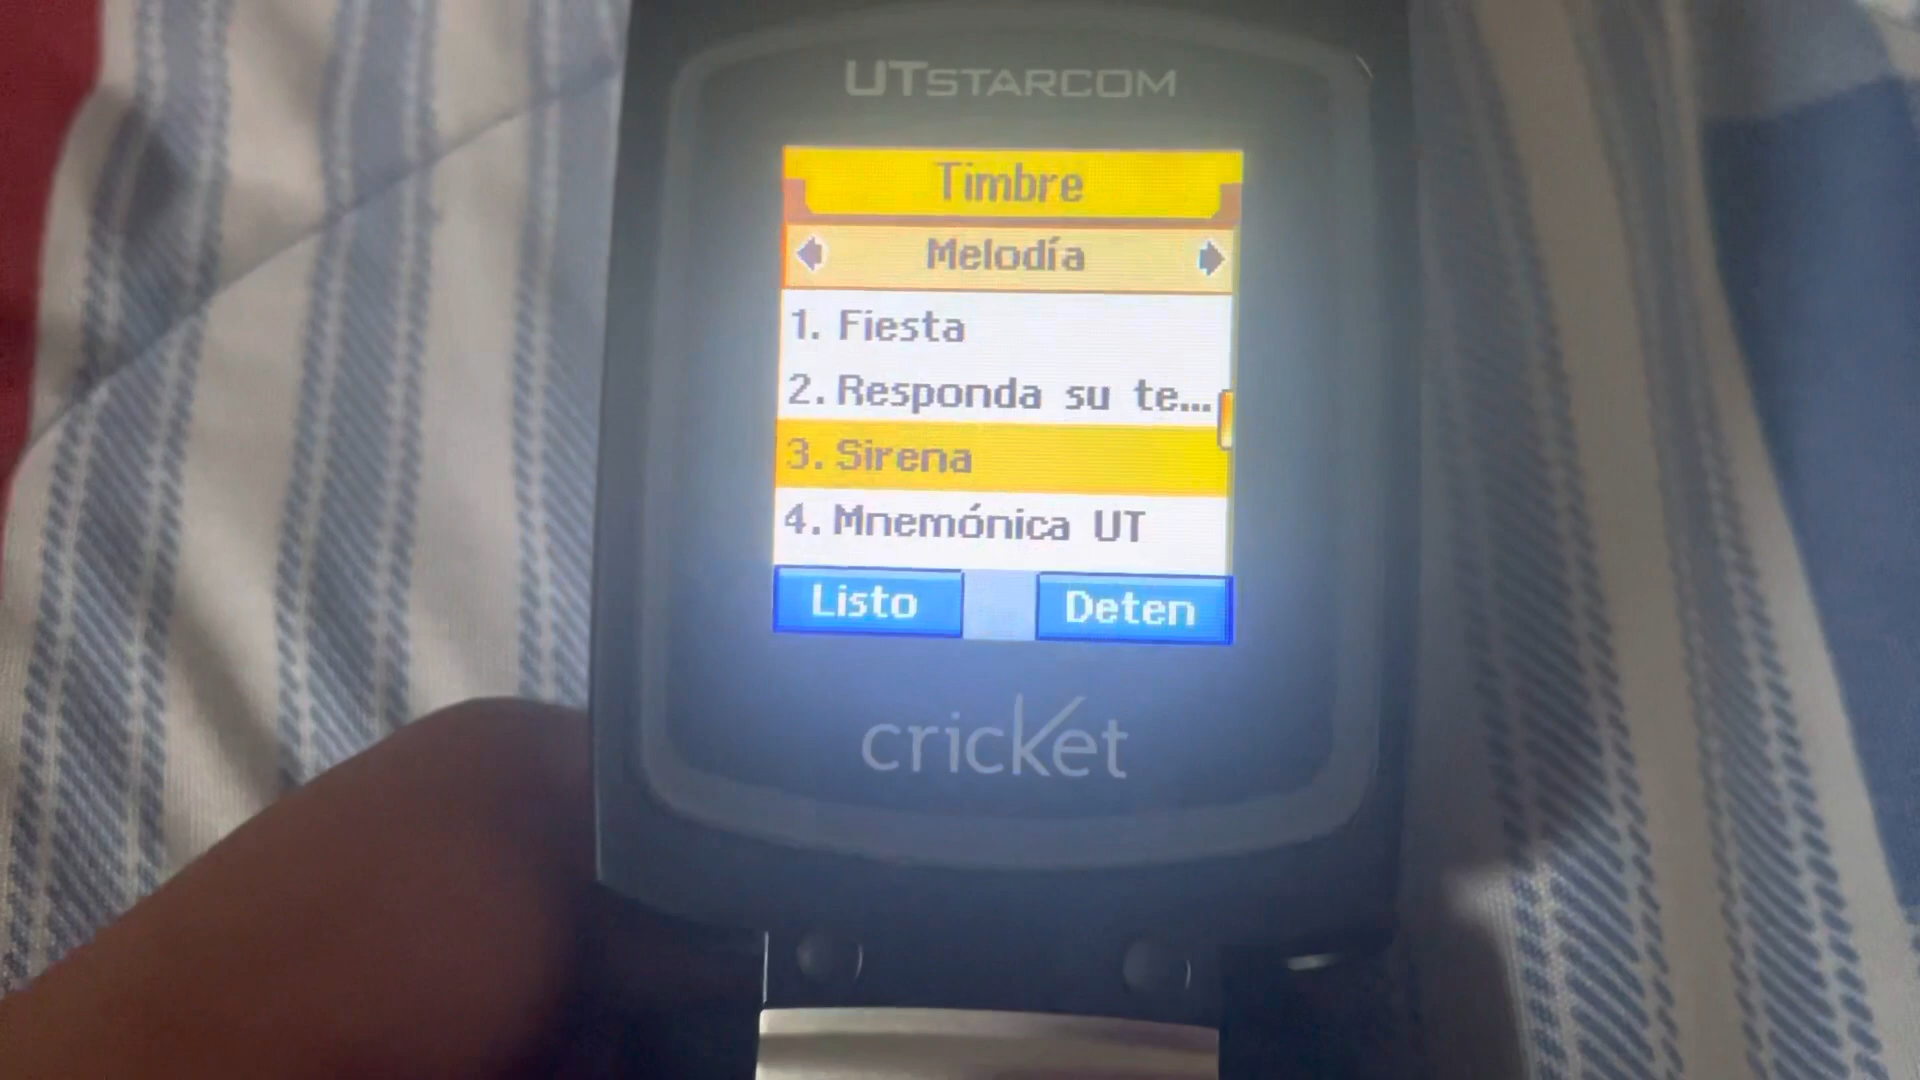 UTSTARCOM
Timbre
Melodía
1. Fiesta
2. Responda su te...
3. Sirena
4. Mnemónica UT
Listo Deten
cricket